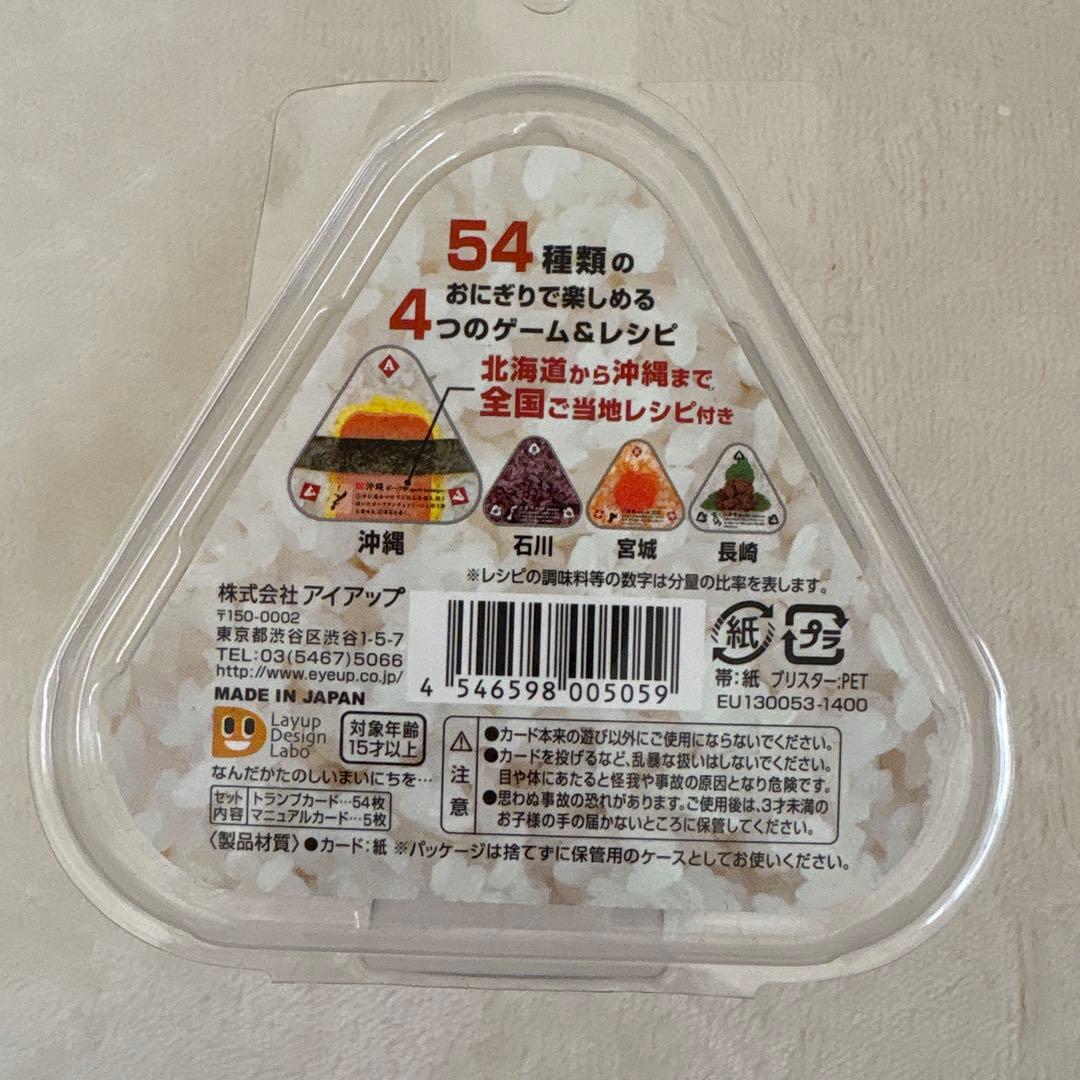 54種類の
おにぎりで楽しめる
4つのゲーム&レシピ
北海道から沖縄まで
全国ご当地レシピ付き
A
沖縄
沖縄
石川
宮城
長崎
※レシピの調味料等の数字は分量の比率を表します。
株式会社 アイアップ
〒150-0002
東京都渋谷区渋谷1-5-7
TEL:03(5467)5066
http://www.eyeup.co.jp/
MADE IN JAPAN
4 546598 005059
紙 プラ
帯:紙 ブリスター:PET
EU130053-1400
Layup
Design
Labo
対象年齢
15才以上
なんだかたのしいまいにちを…
セット内容
トランプカード…54枚
マニュアルカード…5枚
注意
●カード本来の遊び以外にご使用にならないでください。
●カードを投げるなど、乱暴な扱いはしないでください。
目や体にあたると怪我や事故の原因となり危険です。
●思わぬ事故の恐れがあります。ご使用後は、3才未満の
お子様の手の届かないところに保管してください。
〈製品材質〉●カード:紙 ※パッケージは捨てずに保管用のケースとしてお使いください。